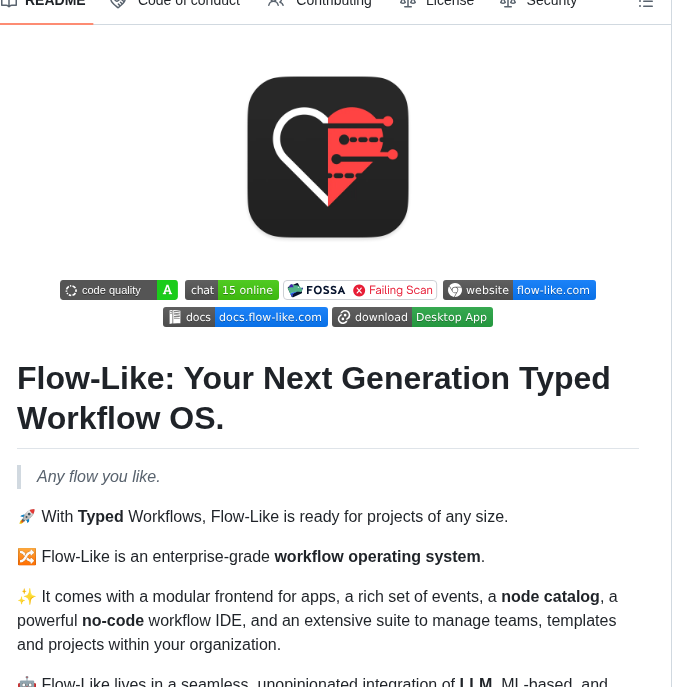 README Code of conduct Contributing License Security
code quality A chat 15 online FOSSA Failing Scan website flow-like.com
docs docs.flow-like.com download Desktop App
Flow-Like: Your Next Generation Typed
Workflow OS.
Any flow you like.
🚀 With Typed Workflows, Flow-Like is ready for projects of any size.
🔀 Flow-Like is an enterprise-grade workflow operating system.
✨ It comes with a modular frontend for apps, a rich set of events, a node catalog, a
powerful no-code workflow IDE, and an extensive suite to manage teams, templates
and projects within your organization.
🤖 Flow-Like lives in a seamless, unopinionated integration of LLM, ML-based, and